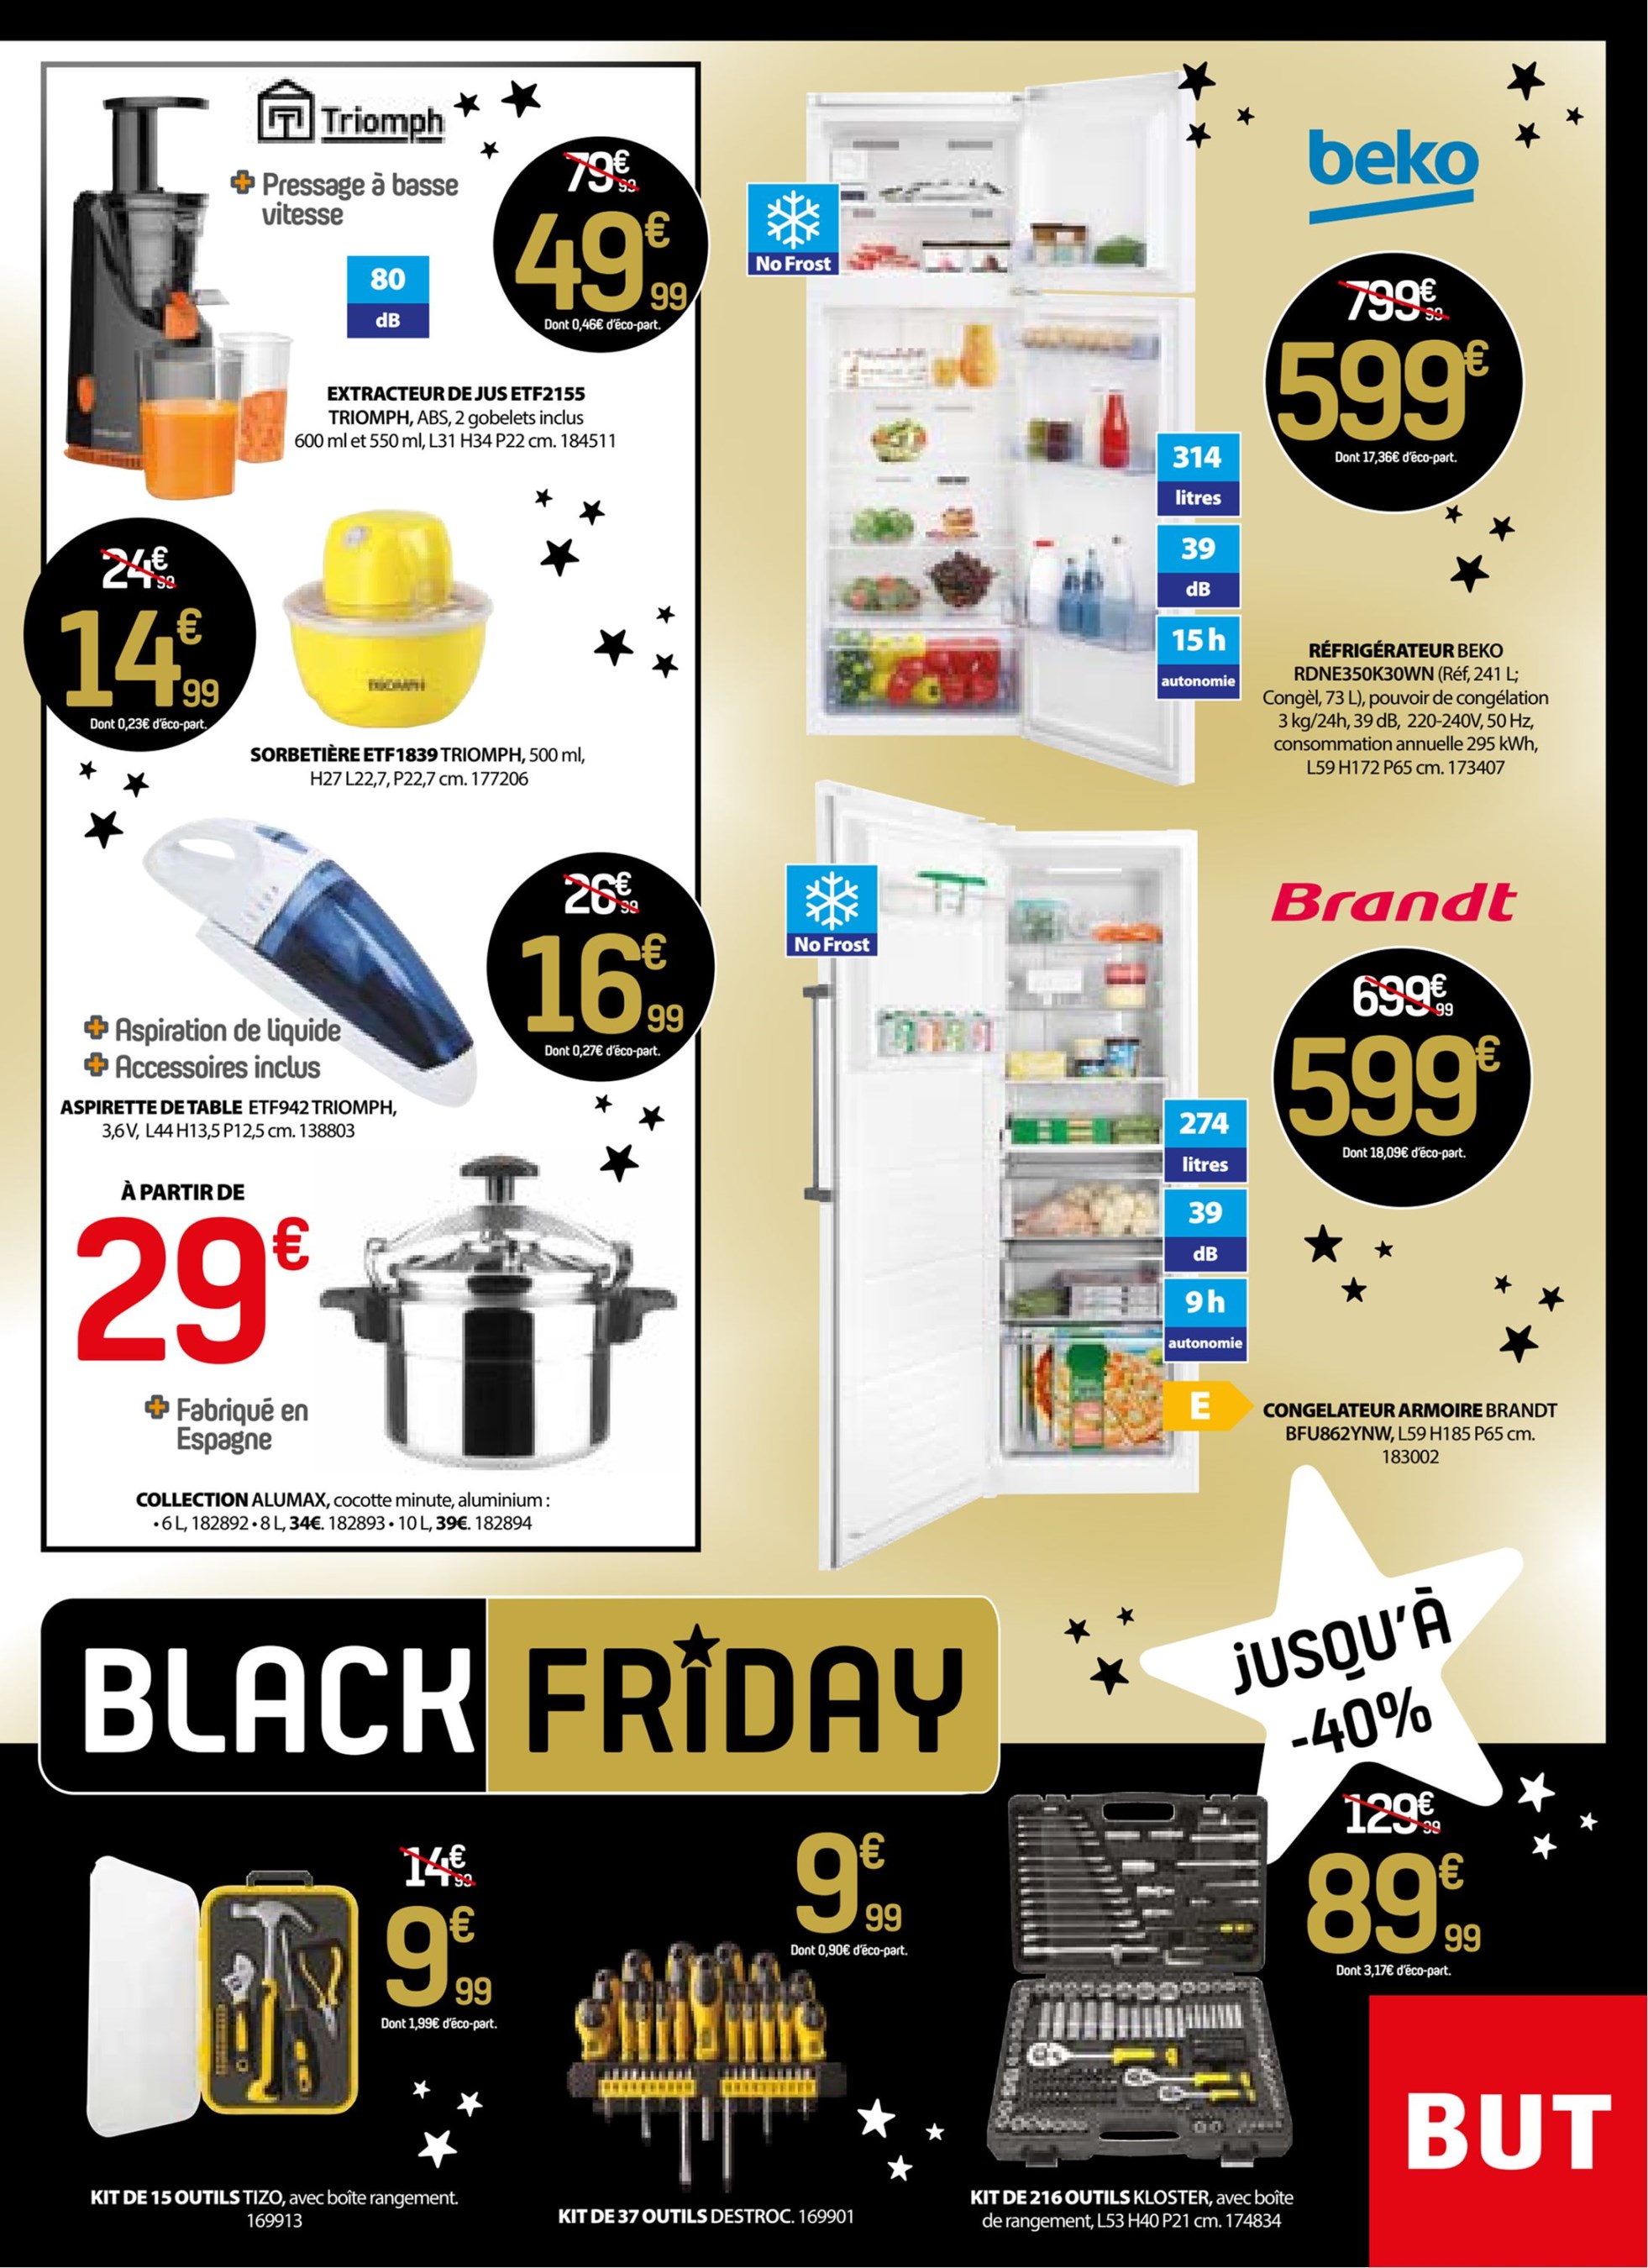 Triomph
Pressage à basse
vitesse
80
dB
79€99
49€99
Dont 0,46€ d'éco-part.
EXTRACTEUR DE JUS ETF2155
TRIOMPH, ABS, 2 gobelets inclus
600 ml et 550 ml, L31 H34 P22 cm. 184511
24€99
14€99
Dont 0,23€ d'éco-part.
TRIOMPH
SORBETIÈRE ETF1839 TRIOMPH, 500 ml,
H27 L22,7, P22,7 cm. 177206
26€99
16€99
Dont 0,27€ d'éco-part.
Aspiration de liquide
Accessoires inclus
ASPIRETTE DE TABLE ETF942 TRIOMPH,
3,6 V, L44 H13,5 P12,5 cm. 138803
À PARTIR DE
29€
Fabriqué en
Espagne
COLLECTION ALUMAX, cocotte minute, aluminium :
• 6 L, 182892 • 8 L, 34€. 182893 • 10 L, 39€. 182894
No Frost
beko
799€99
599€
Dont 17,36€ d'éco-part.
314
litres
39
dB
15 h
autonomie
RÉFRIGÉRATEUR BEKO
RDNE350K30WN (Réf, 241 L;
Congèl, 73 L), pouvoir de congélation
3 kg/24h, 39 dB, 220-240V, 50 Hz,
consommation annuelle 295 kWh,
L59 H172 P65 cm. 173407
No Frost
Brandt
699€99
599€
Dont 18,09€ d'éco-part.
274
litres
39
dB
9 h
autonomie
E
CONGELATEUR ARMOIRE BRANDT
BFU862YNW, L59 H185 P65 cm.
183002
BLACK FRiDAY
jUSQU'À
-40%
14€99
9€99
Dont 1,99€ d'éco-part.
KIT DE 15 OUTILS TIZO, avec boîte rangement.
169913
9€99
Dont 0,90€ d'éco-part.
KIT DE 37 OUTILS DESTROC. 169901
129€99
89€99
Dont 3,17€ d'éco-part.
KIT DE 216 OUTILS KLOSTER, avec boîte
de rangement, L53 H40 P21 cm. 174834
BUT